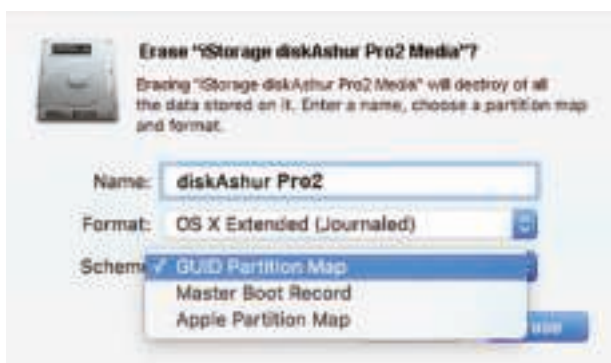 Erase "iStorage diskAshur Pro2 Media"?
Erasing "iStorage diskAshur Pro2 Media" will destroy of all
the data stored on it. Enter a name, choose a partition map
and format.
Name: diskAshur Pro2
Format: OS X Extended (Journaled)
Scheme ✓ GUID Partition Map
Master Boot Record
Apple Partition Map